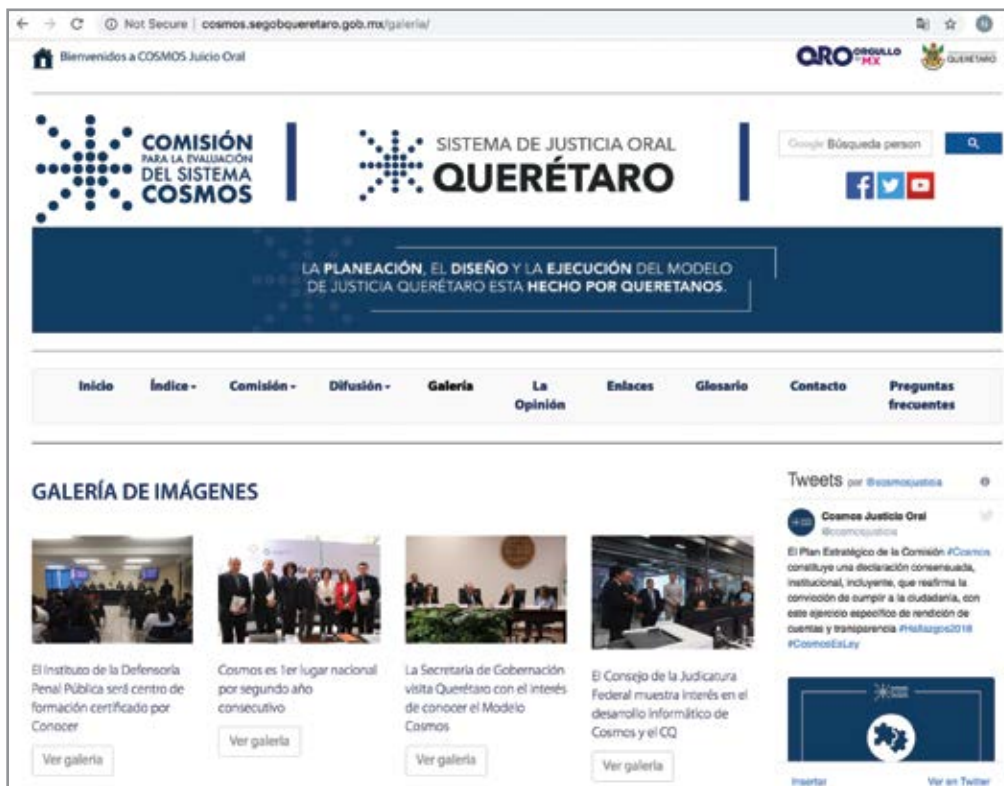 Not Secure | cosmos.segobqueretaro.gob.mx/galeria/
Bienvenidos a COSMOS Juicio Oral
QRO ORGULLO MX
QUERÉTARO
COMISIÓN
PARA LA EVALUACIÓN
DEL SISTEMA
COSMOS
SISTEMA DE JUSTICIA ORAL
QUERÉTARO
Google Búsqueda person
LA PLANEACIÓN, EL DISEÑO Y LA EJECUCIÓN DEL MODELO
DE JUSTICIA QUERÉTARO ESTA HECHO POR QUERETANOS.
Inicio Índice Comisión Difusión Galería La Opinión Enlaces Glosario Contacto Preguntas frecuentes
GALERÍA DE IMÁGENES
El Instituto de la Defensoría
Penal Pública será centro de
formación certificado por
Conocer
Ver galería
Cosmos es 1er lugar nacional
por segundo año
consecutivo
Ver galería
La Secretaria de Gobernación
visita Querétaro con el interés
de conocer el Modelo
Cosmos
Ver galería
El Consejo de la Judicatura
Federal muestra interés en el
desarrollo informático de
Cosmos y el CQ
Ver galería
Tweets por @cosmosjusticia
Cosmos Justicia Oral
@cosmosjusticia
El Plan Estratégico de la Comisión #Cosmos
constituye una declaración consensuada,
institucional, incluyente, que reafirma la
convicción de cumplir a la ciudadanía, con
este ejercicio específico de rendición de
cuentas y transparencia #Hallazgos2018
#CosmosEsLey
Insertar
Ver en Twitter